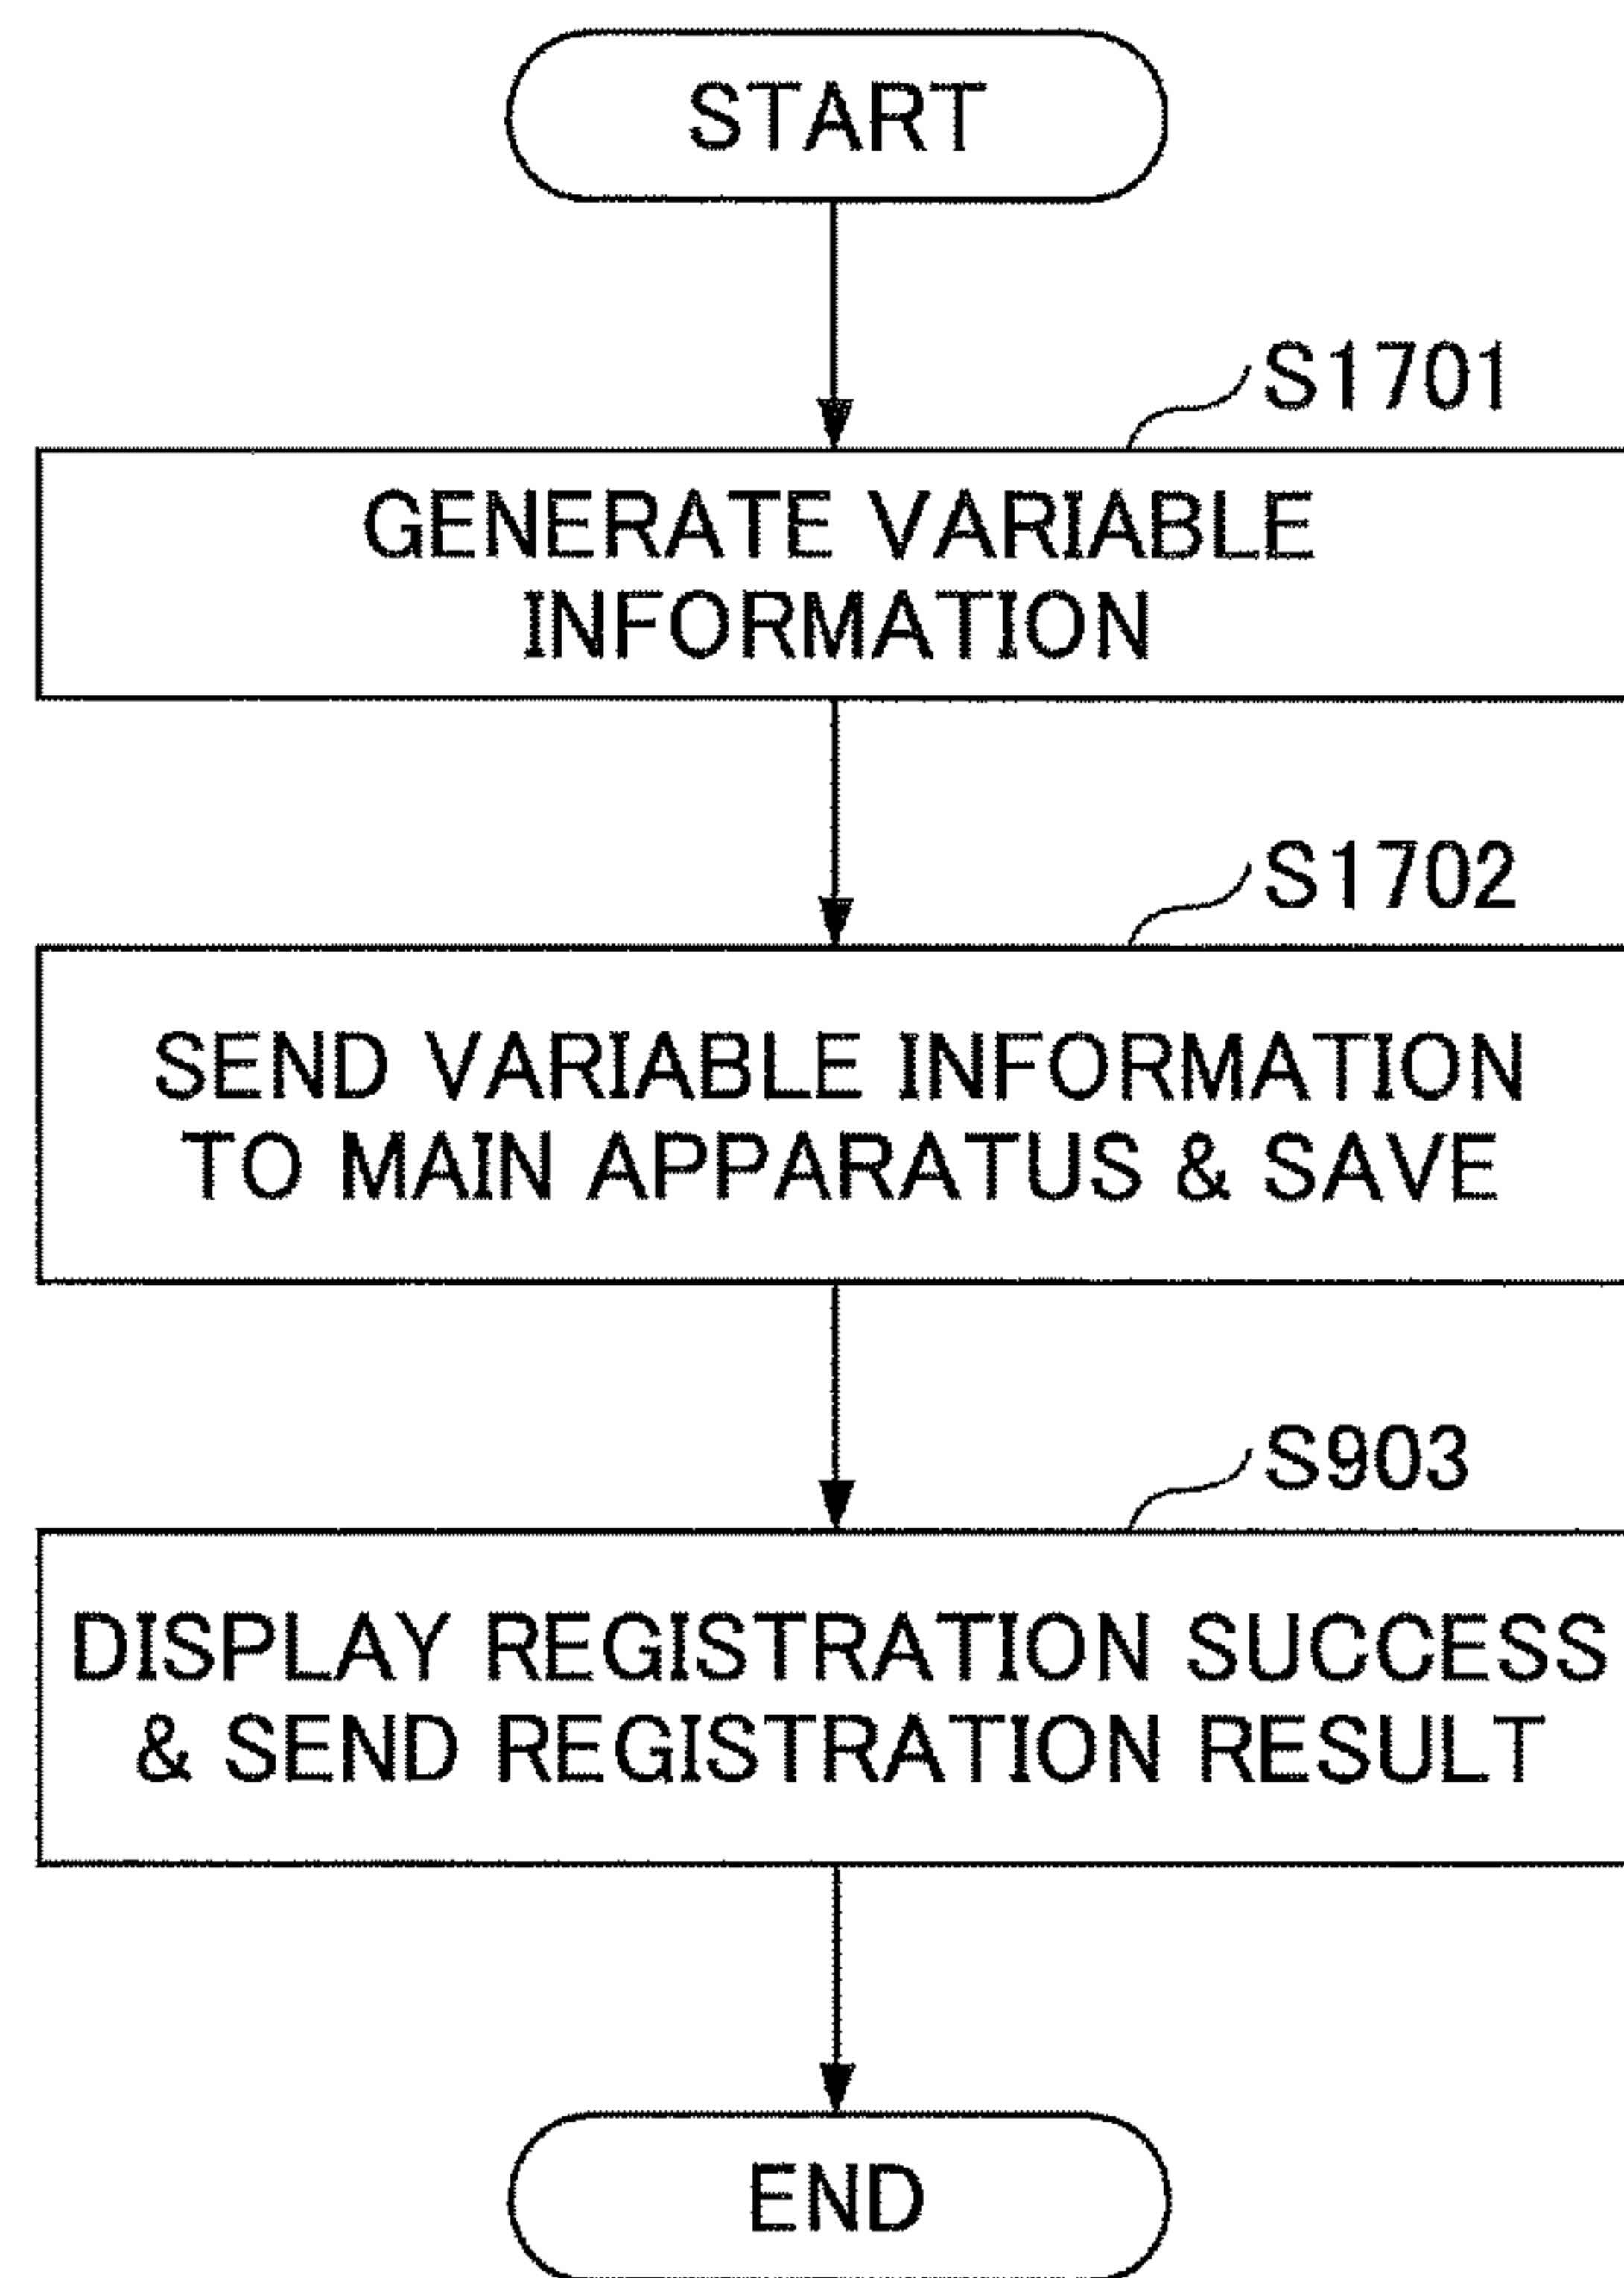 START
S1701
GENERATE VARIABLE
INFORMATION
S1702
SEND VARIABLE INFORMATION
TO MAIN APPARATUS & SAVE
S903
DISPLAY REGISTRATION SUCCESS
& SEND REGISTRATION RESULT
END